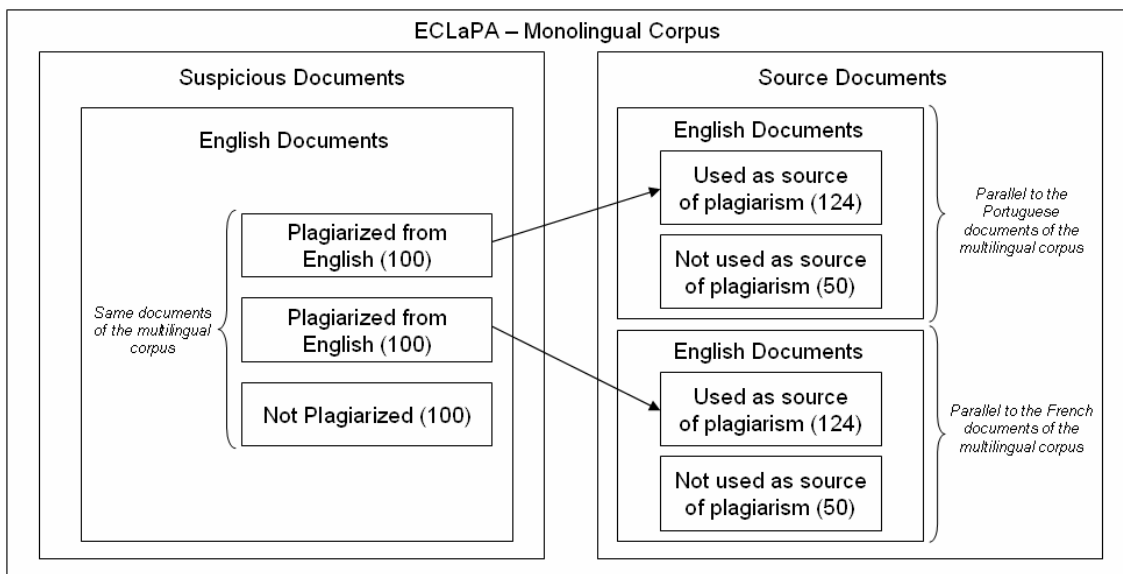 ECLaPA – Monolingual Corpus
Suspicious Documents
English Documents
Same documents
of the multilingual
corpus
Plagiarized from
English (100)
Plagiarized from
English (100)
Not Plagiarized (100)
Source Documents
English Documents
Used as source
of plagiarism (124)
Not used as source
of plagiarism (50)
Parallel to the
Portuguese
documents of the
multilingual corpus
English Documents
Used as source
of plagiarism (124)
Not used as source
of plagiarism (50)
Parallel to the French
documents of the
multilingual corpus